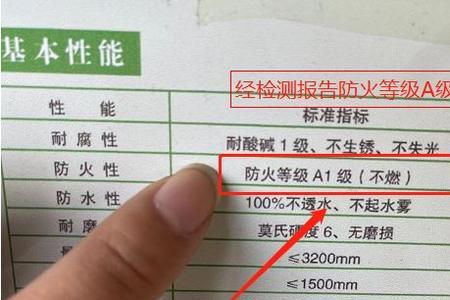 基本性能
经检测报告防火等级A级
性 能 标准指标
耐 腐 性 耐酸碱1级、不生锈、不失光
防 火 性 防火等级 A1 级（不燃）
防 水 性 100%不透水、不起水雾
耐 磨 莫氏硬度 6、无磨损
≤3200mm
≤1500mm